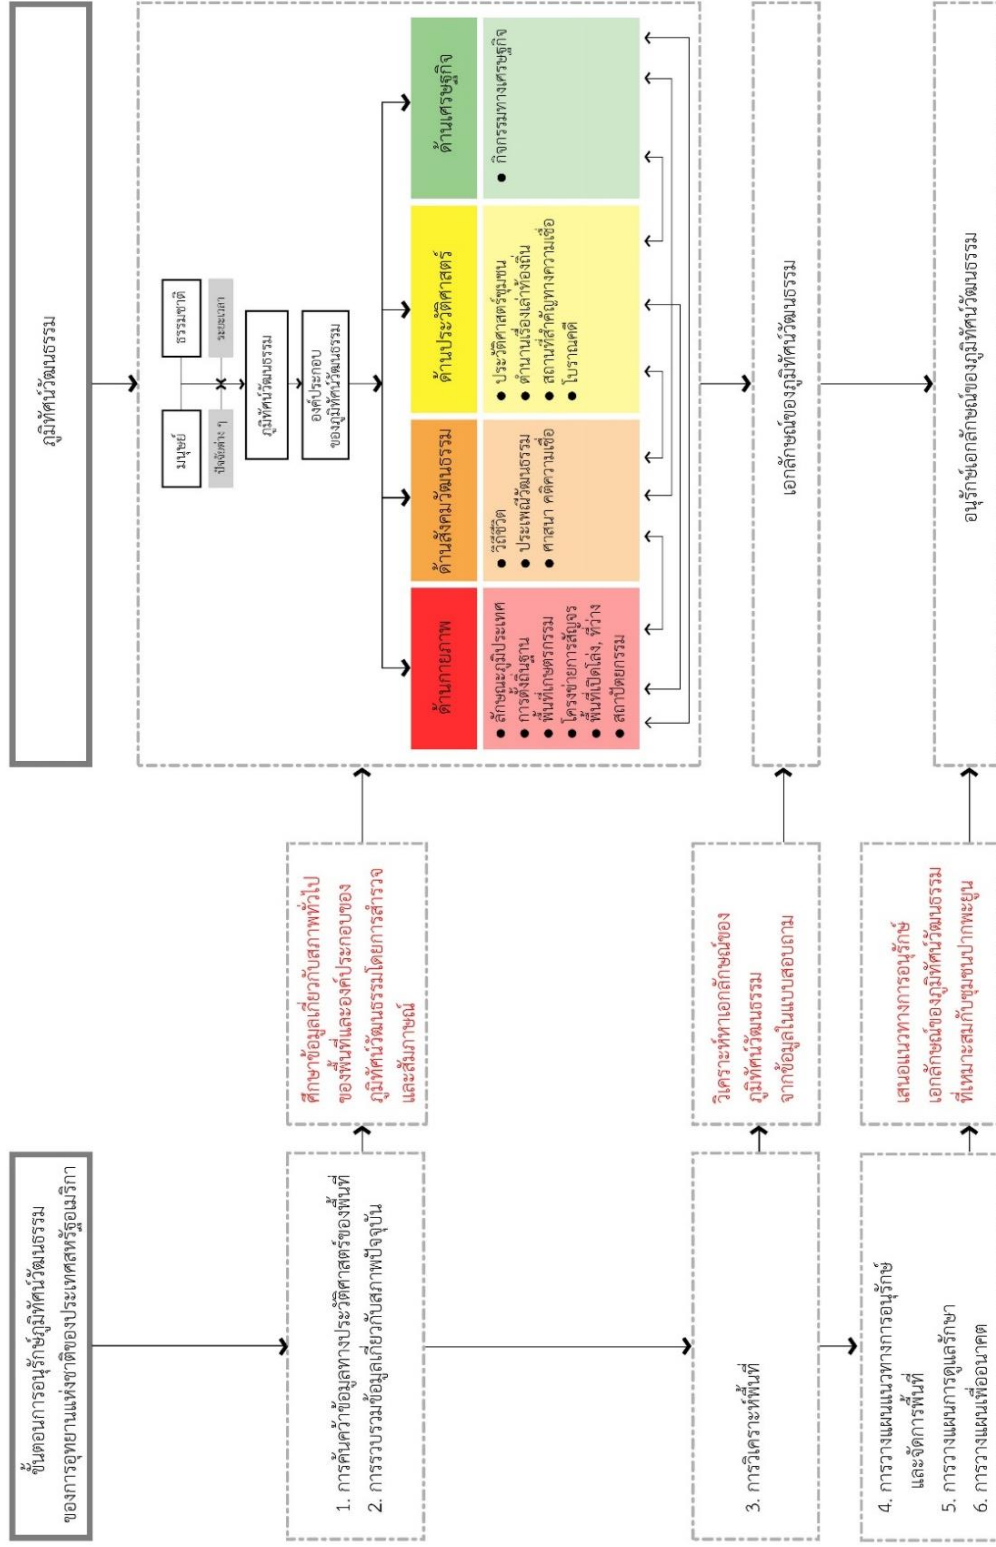 ขั้นตอนการอนุรักษ์ภูมิทัศน์วัฒนธรรม
ของการอุทยานแห่งชาติของประเทศสหรัฐอเมริกา
1. การค้นคว้าข้อมูลทางประวัติศาสตร์ของพื้นที่
2. การรวบรวมข้อมูลเกี่ยวกับสภาพปัจจุบัน
3. การวิเคราะห์พื้นที่
4. การวางแผนแนวทางการอนุรักษ์
และจัดการพื้นที่
5. การวางแผนการดูแลรักษา
6. การวางแผนเพื่ออนาคต
ศึกษาข้อมูลเกี่ยวกับสภาพทั่วไป
ของพื้นที่และองค์ประกอบของ
ภูมิทัศน์วัฒนธรรมโดยการสำรวจ
และสัมภาษณ์
วิเคราะห์หาเอกลักษณ์ของ
ภูมิทัศน์วัฒนธรรม
จากข้อมูลในแบบสอบถาม
เสนอแนวทางการอนุรักษ์
เอกลักษณ์ของภูมิทัศน์วัฒนธรรม
ที่เหมาะสมกับชุมชนปากพะยูน
ภูมิทัศน์วัฒนธรรม
มนุษย์
ธรรมชาติ
ปัจจัยต่าง ๆ
ระยะเวลา
ภูมิทัศน์วัฒนธรรม
องค์ประกอบ
ของภูมิทัศน์วัฒนธรรม
ด้านกายภาพ
● ลักษณะภูมิประเทศ
การตั้งถิ่นฐาน
● พื้นที่เกษตรกรรม
● โครงข่ายการสัญจร
● พื้นที่เปิดโล่ง, ที่ว่าง
● สถาปัตยกรรม
ด้านสังคมวัฒนธรรม
● วิถีชีวิต
● ประเพณีวัฒนธรรม
● ศาสนา คติความเชื่อ
ด้านประวัติศาสตร์
● ประวัติศาสตร์ชุมชน
● ตำนานเรื่องเล่าท้องถิ่น
● สถานที่สำคัญทางความเชื่อ
● โบราณคดี
ด้านเศรษฐกิจ
● กิจกรรมทางเศรษฐกิจ
เอกลักษณ์ของภูมิทัศน์วัฒนธรรม
อนุรักษ์เอกลักษณ์ของภูมิทัศน์วัฒนธรรม